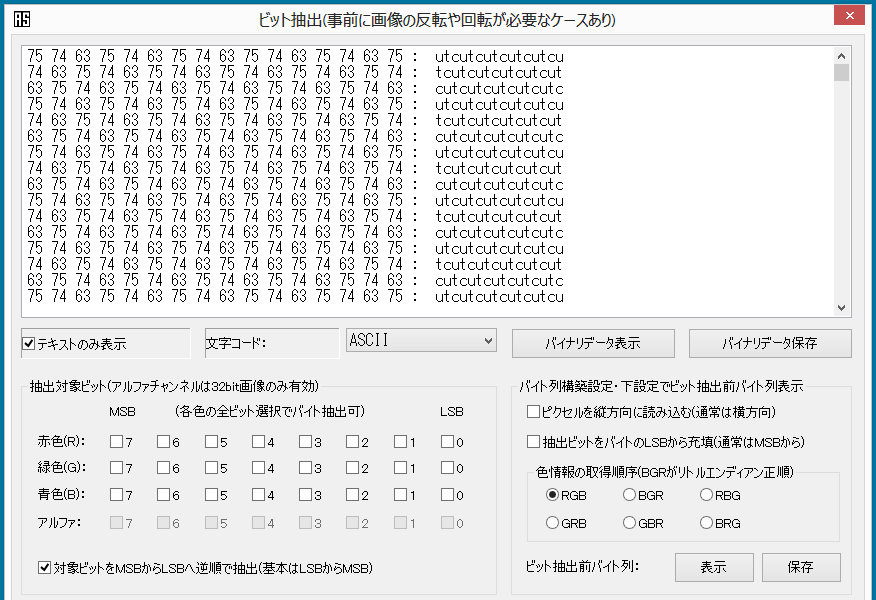 ビット抽出(事前に画像の反転や回転が必要なケースあり)
75 74 63 75 74 63 75 74 63 75 74 63 75 74 63 75 : utcutcutcutcutcu
74 63 75 74 63 75 74 63 75 74 63 75 74 63 75 74 : tcutcutcutcutcut
63 75 74 63 75 74 63 75 74 63 75 74 63 75 74 63 : cutcutcutcutcutc
75 74 63 75 74 63 75 74 63 75 74 63 75 74 63 75 : utcutcutcutcutcu
74 63 75 74 63 75 74 63 75 74 63 75 74 63 75 74 : tcutcutcutcutcut
63 75 74 63 75 74 63 75 74 63 75 74 63 75 74 63 : cutcutcutcutcutc
75 74 63 75 74 63 75 74 63 75 74 63 75 74 63 75 : utcutcutcutcutcu
74 63 75 74 63 75 74 63 75 74 63 75 74 63 75 74 : tcutcutcutcutcut
63 75 74 63 75 74 63 75 74 63 75 74 63 75 74 63 : cutcutcutcutcutc
75 74 63 75 74 63 75 74 63 75 74 63 75 74 63 75 : utcutcutcutcutcu
74 63 75 74 63 75 74 63 75 74 63 75 74 63 75 74 : tcutcutcutcutcut
63 75 74 63 75 74 63 75 74 63 75 74 63 75 74 63 : cutcutcutcutcutc
75 74 63 75 74 63 75 74 63 75 74 63 75 74 63 75 : utcutcutcutcutcu
74 63 75 74 63 75 74 63 75 74 63 75 74 63 75 74 : tcutcutcutcutcut
63 75 74 63 75 74 63 75 74 63 75 74 63 75 74 63 : cutcutcutcutcutc
75 74 63 75 74 63 75 74 63 75 74 63 75 74 63 75 : utcutcutcutcutcu
テキストのみ表示 文字コード: ASCII バイナリデータ表示 バイナリデータ保存
抽出対象ビット(アルファチャンネルは32bit画像のみ有効)
MSB (各色の全ビット選択でバイト抽出可) LSB
赤色(R): 7 6 5 4 3 2 1 0
緑色(G): 7 6 5 4 3 2 1 0
青色(B): 7 6 5 4 3 2 1 0
アルファ: 7 6 5 4 3 2 1 0
対象ビットをMSBからLSBへ逆順で抽出(基本はLSBからMSB)
バイト列構築設定・下設定でビット抽出前バイト列表示
ピクセルを縦方向に読み込む(通常は横方向)
抽出ビットをバイトのLSBから充填(通常はMSBから)
色情報の取得順序(BGRがリトルエンディアン正順)
RGB BGR RBG
GRB GBR BRG
ビット抽出前バイト列: 表示 保存